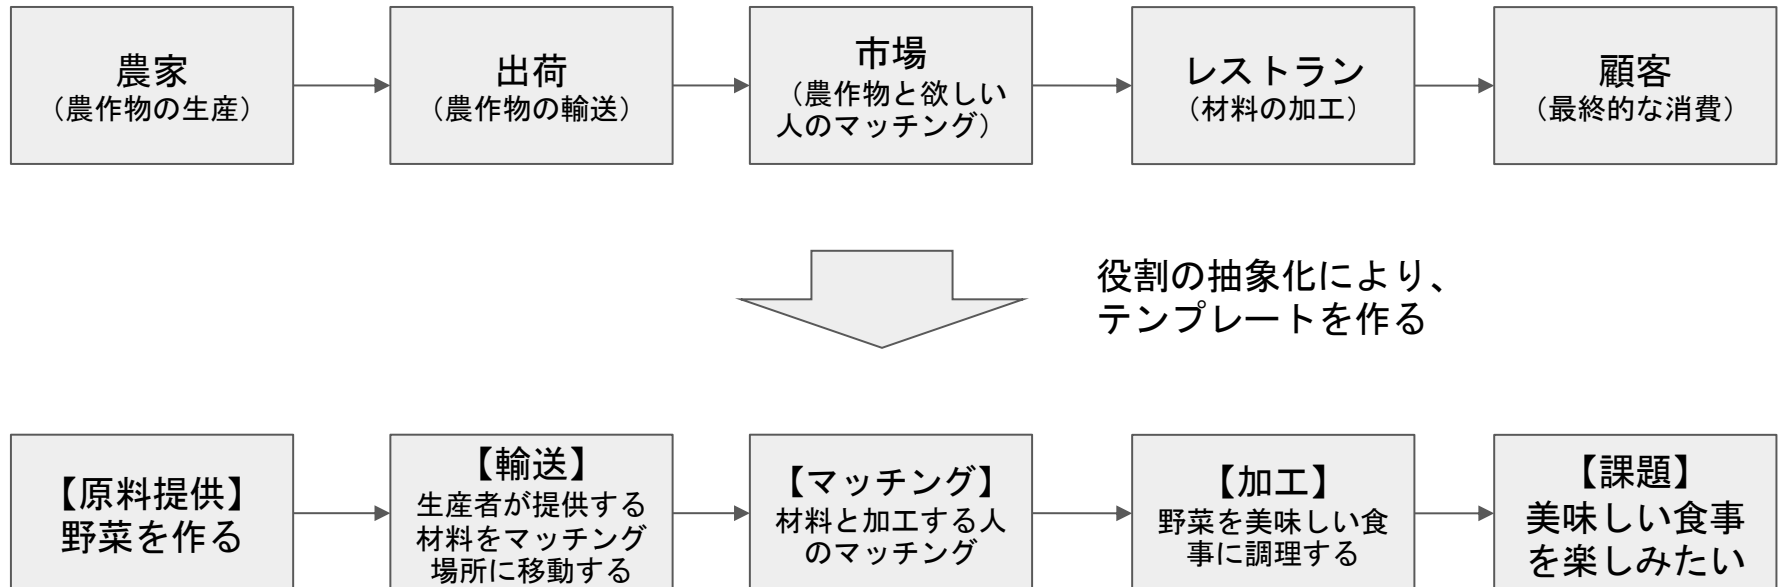 農家
（農作物の生産）
出荷
（農作物の輸送）
市場
（農作物と欲しい
人のマッチング）
レストラン
（材料の加工）
顧客
（最終的な消費）
役割の抽象化により、
テンプレートを作る
【原料提供】
野菜を作る
【輸送】
生産者が提供する
材料をマッチング
場所に移動する
【マッチング】
材料と加工する人
のマッチング
【加工】
野菜を美味しい食
事に調理する
【課題】
美味しい食事
を楽しみたい